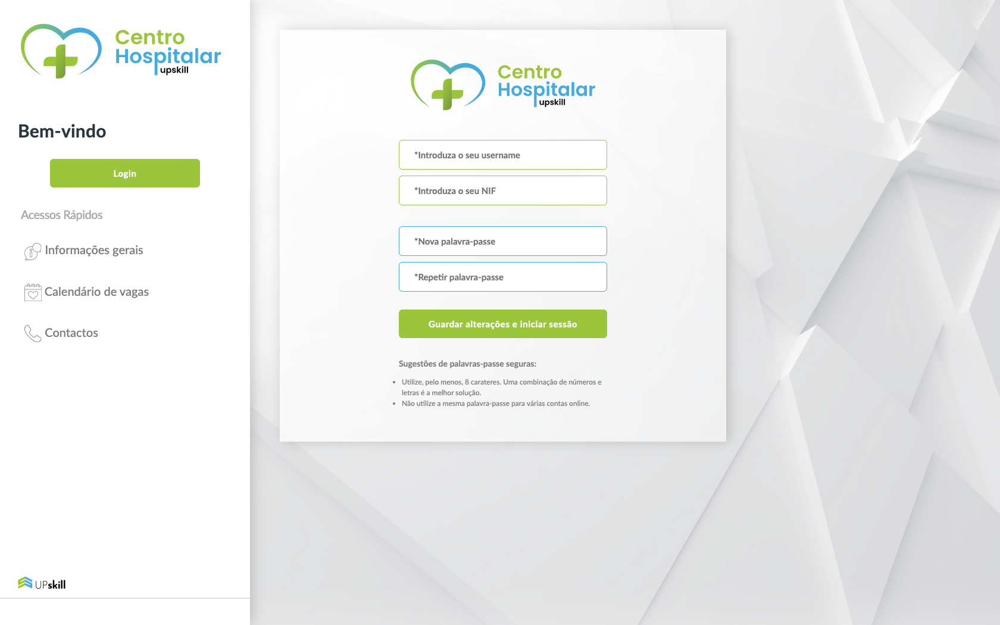 Centro
Hospitalar
upskill
Bem-vindo
Login
Acessos Rápidos
Informações gerais
Calendário de vagas
Contactos
UPskill
Centro
Hospitalar
upskill
*Introduza o seu username
*Introduza o seu NIF
*Nova palavra-passe
*Repetir palavra-passe
Guardar alterações e iniciar sessão
Sugestões de palavras-passe seguras:
• Utilize, pelo menos, 8 carateres. Uma combinação de números e
letras é a melhor solução.
• Não utilize a mesma palavra-passe para várias contas online.